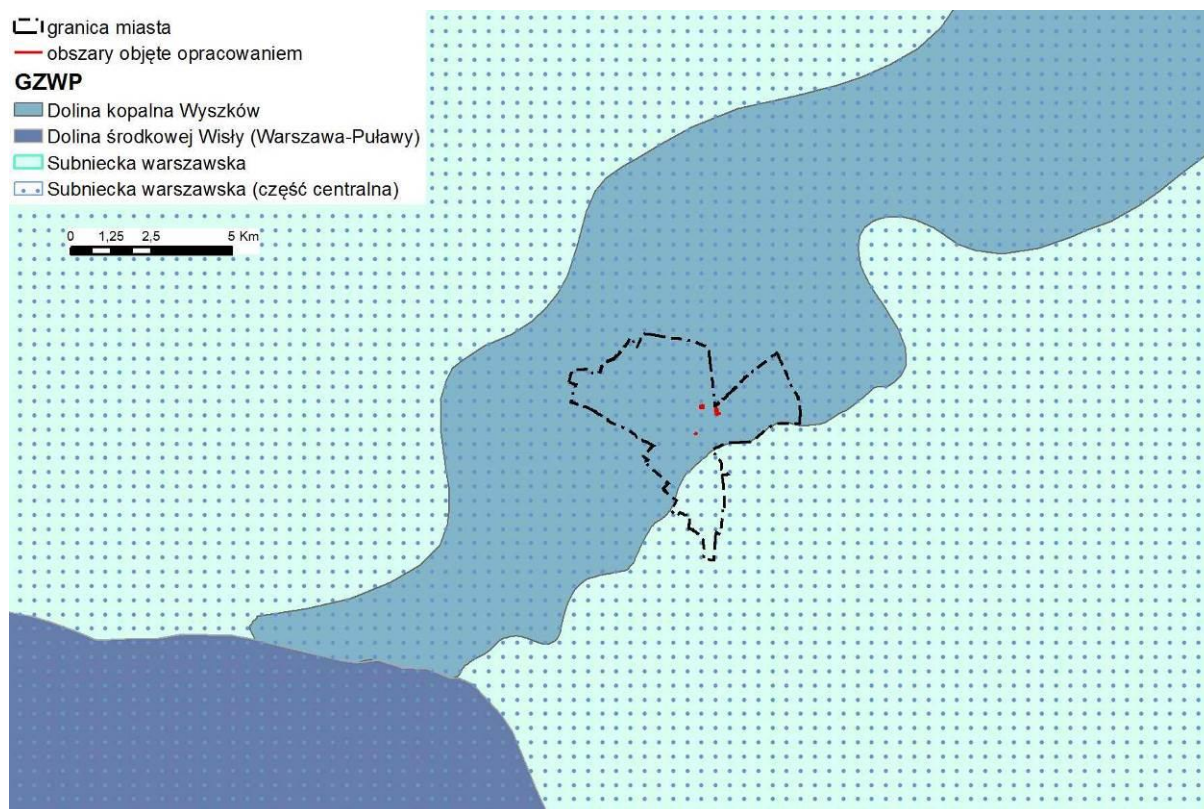 granica miasta
obszary objęte opracowaniem
GZWP
Dolina kopalna Wyszków
Dolina środkowej Wisły (Warszawa-Puławy)
Subniecka warszawska
Subniecka warszawska (część centralna)
0 1,25 2,5 5 Km